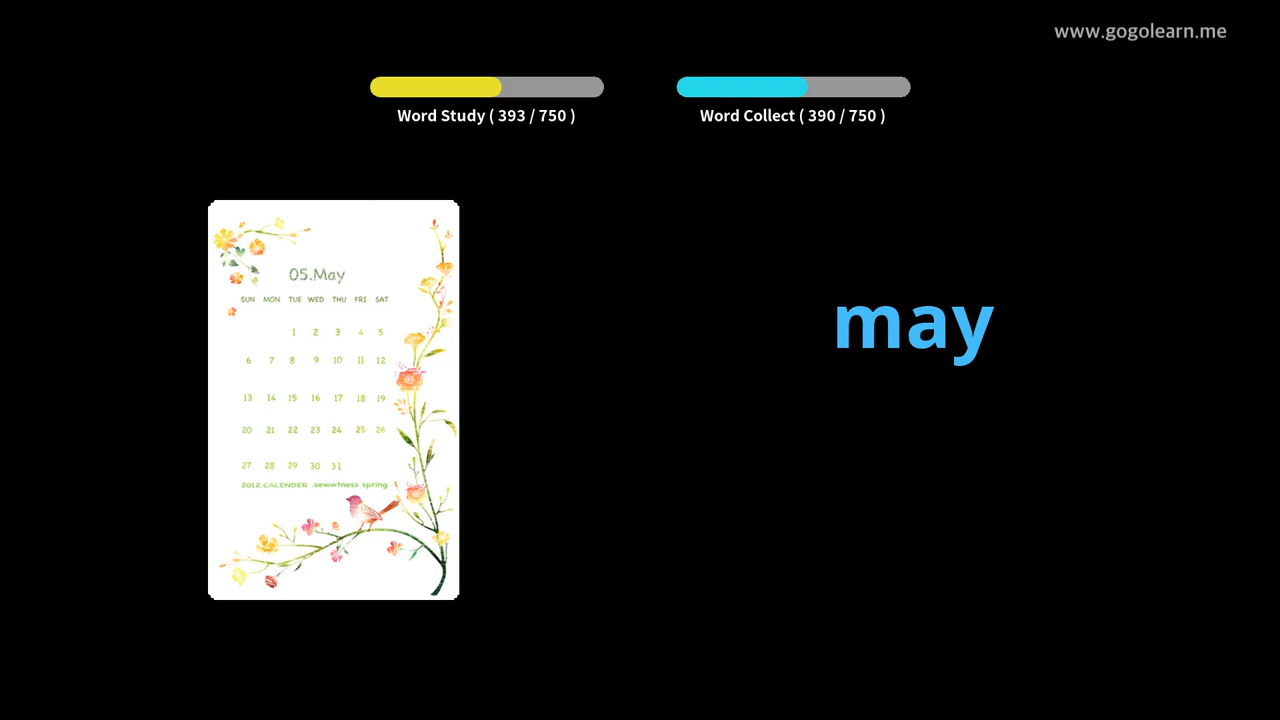 www.gogolearn.me
Word Study ( 393 / 750 )
Word Collect ( 390 / 750 )
05.May
SUN MON TUE WED THU FRI SAT
1 2 3 4 5
6 7 8 9 10 11 12
13 14 15 16 17 18 19
20 21 22 23 24 25 26
27 28 29 30 31
2012.CALENDER .sewwtness spring.
may